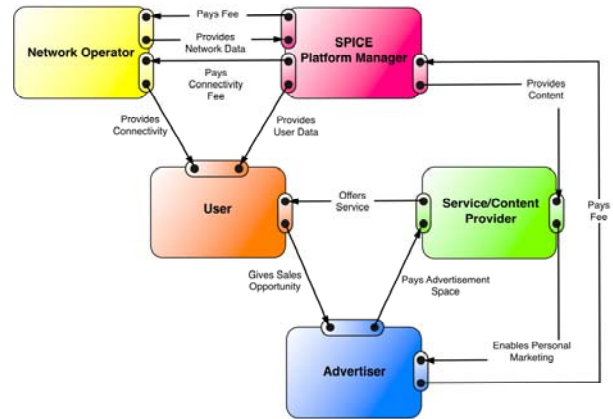 Pays Fee
Network Operator
Provides
Network Data
SPICE
Platform Manager
Pays
Connectivity
Fee
Provides
Content
Provides
Connectivity
Provides
User Data
User
Offers
Service
Service/Content
Provider
Pays
Fee
Gives Sales
Opportunity
Pays Advertisement
Space
Enables Personal
Marketing
Advertiser